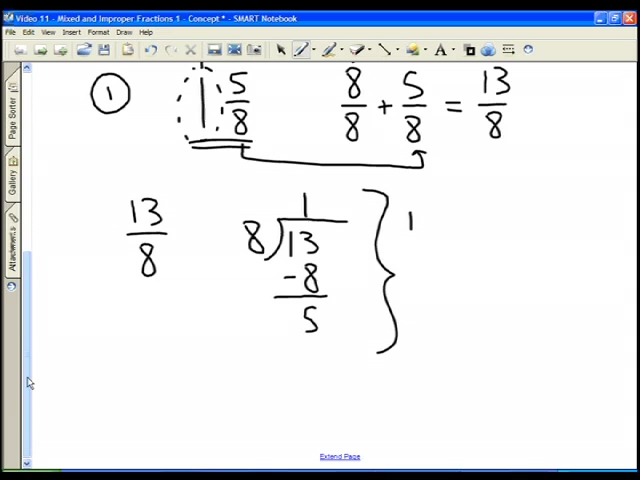 Video 11 - Mixed and Improper Fractions 1 - Concept * - SMART Notebook
File Edit View Insert Format Draw Help
Page Sorter
Gallery
Attachments
1
1 5/8
8/8 + 5/8 = 13/8
13/8
1
8)13
-8
5
} 1
Extend Page